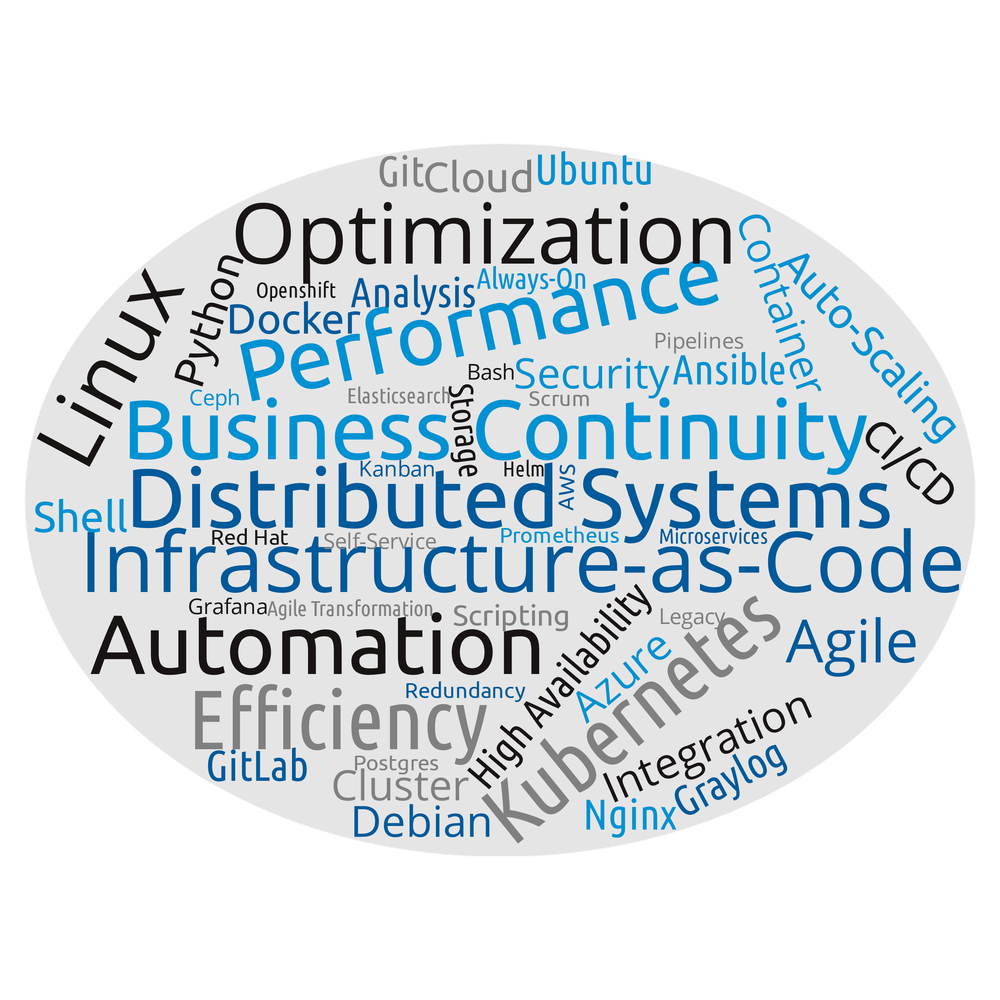 Git
Cloud
Ubuntu
Optimization
Container
Auto-scaling
Linux
Python
Openshift
Analysis
Always-On
Docker
Performance
Pipelines
Bash
Security
Ansible
Ceph
Elasticsearch
Storage
Scrum
Business Continuity
CI/CD
Kanban
Helm
AWS
Distributed Systems
Shell
Red Hat
Self-Service
Prometheus
Microservices
Infrastructure-as-Code
Grafana
Agile Transformation
Scripting
High Availability
Legacy
Automation
Azure
Kubernetes
Agile
Redundancy
Efficiency
Integration
GitLab
Postgres
Cluster
Graylog
Debian
Nginx